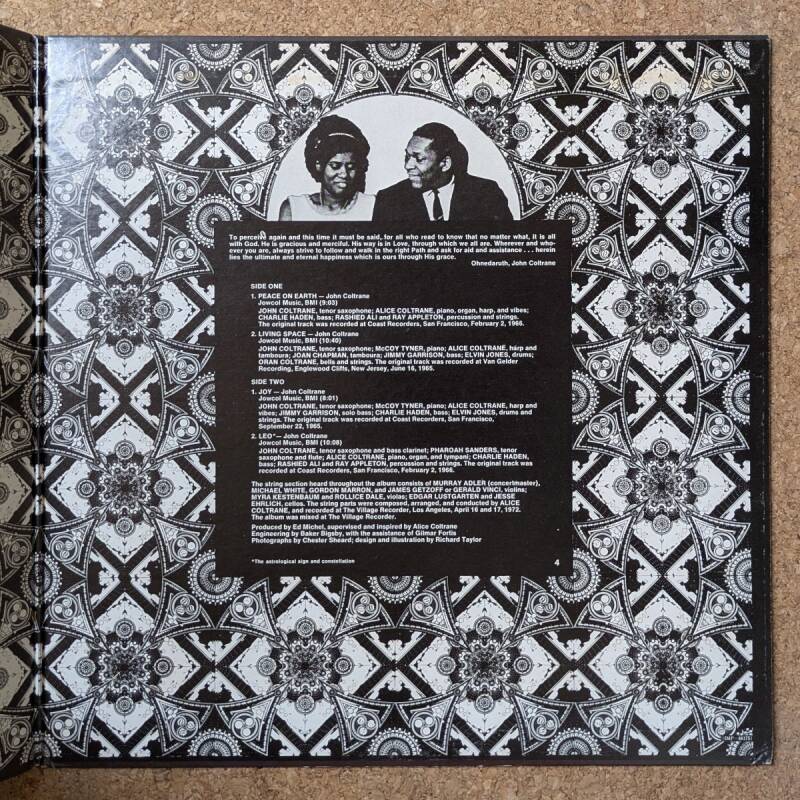 To perceive again and this time it must be said, for all who read to know that no matter what, it is all
with God. He is gracious and merciful. His way is in Love, through which we all are. Wherever and who-
ever you are, always strive to follow and walk in the right Path and ask for aid and assistance . . . herein
lies the ultimate and eternal happiness which is ours through His grace.
Ohnedaruth, John Coltrane
SIDE ONE
1. PEACE ON EARTH — John Coltrane
Jowcol Music, BMI (9:03)
JOHN COLTRANE, tenor saxophone; ALICE COLTRANE, piano, organ, harp, and vibes;
CHARLIE HADEN, bass; RASHIED ALI and RAY APPLETON, percussion and strings.
The original track was recorded at Coast Recorders, San Francisco, February 2, 1966.
2. LIVING SPACE — John Coltrane
Jowcol Music, BMI (10:40)
JOHN COLTRANE, tenor saxophone; McCOY TYNER, piano; ALICE COLTRANE, harp and
tamboura; JOAN CHAPMAN, tamboura; JIMMY GARRISON, bass; ELVIN JONES, drums;
ORAN COLTRANE, bells and strings. The original track was recorded at Van Gelder
Recording, Englewood Cliffs, New Jersey, June 16, 1965.
SIDE TWO
1. JOY — John Coltrane
Jowcol Music, BMI (8:01)
JOHN COLTRANE, tenor saxophone; McCOY TYNER, piano; ALICE COLTRANE, harp and
vibes; JIMMY GARRISON, solo bass; CHARLIE HADEN, bass; ELVIN JONES, drums and
strings. The original track was recorded at Coast Recorders, San Francisco,
September 22, 1965.
2. LEO*— John Coltrane
Jowcol Music, BMI (10:08)
JOHN COLTRANE, tenor saxophone and bass clarinet; PHAROAH SANDERS, tenor
saxophone and flute; ALICE COLTRANE, piano, organ, and tympani; CHARLIE HADEN,
bass; RASHIED ALI and RAY APPLETON, percussion and strings. The original track was
recorded at Coast Recorders, San Francisco, February 2, 1966.
The string section heard throughout the album consists of MURRAY ADLER (concertmaster),
MICHAEL WHITE, GORDON MARRON, and JAMES GETZOFF or GERALD VINCI, violins;
MYRA KESTENBAUM and ROLLICE DALE, violas; EDGAR LUSTGARTEN and JESSE
EHRLICH, cellos. The string parts were composed, arranged, and conducted by ALICE
COLTRANE, and recorded at The Village Recorder, Los Angeles, April 16 and 17, 1972.
The album was mixed at The Village Recorder.
Produced by Ed Michel, supervised and inspired by Alice Coltrane
Engineering by Baker Bigsby, with the assistance of Gilmar Fortis
Photographs by Chester Sheard; design and illustration by Richard Taylor
*The astrological sign and constellation
4